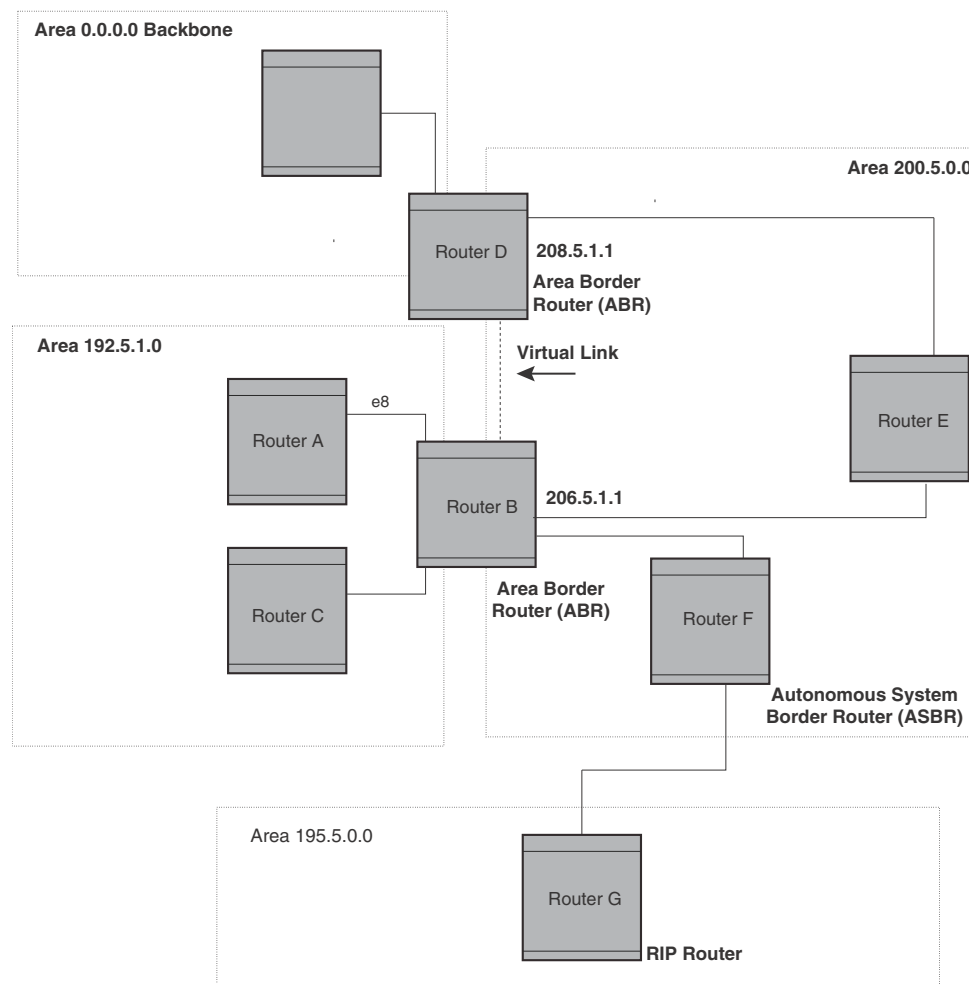 Area 0.0.0.0 Backbone
Area 200.5.0.0
Router D
208.5.1.1
Area Border
Router (ABR)
Area 192.5.1.0
Virtual Link
e8
Router A
Router E
Router B
206.5.1.1
Area Border
Router (ABR)
Router C
Router F
Autonomous System
Border Router (ASBR)
Area 195.5.0.0
Router G
RIP Router